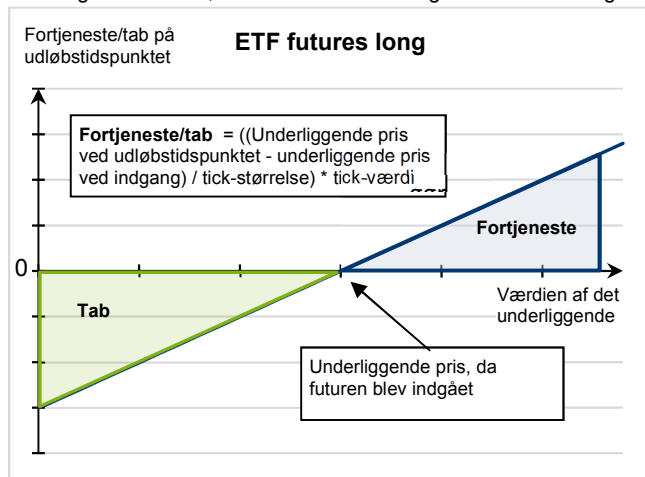 Fortjeneste/tab på
udløbstidspunktet
ETF futures long
Fortjeneste/tab = ((Underliggende pris
ved udløbstidspunktet - underliggende pris
ved indgang) / tick-størrelse) * tick-værdi
Fortjeneste
0
Værdien af det
underliggende
Tab
Underliggende pris, da
futuren blev indgået